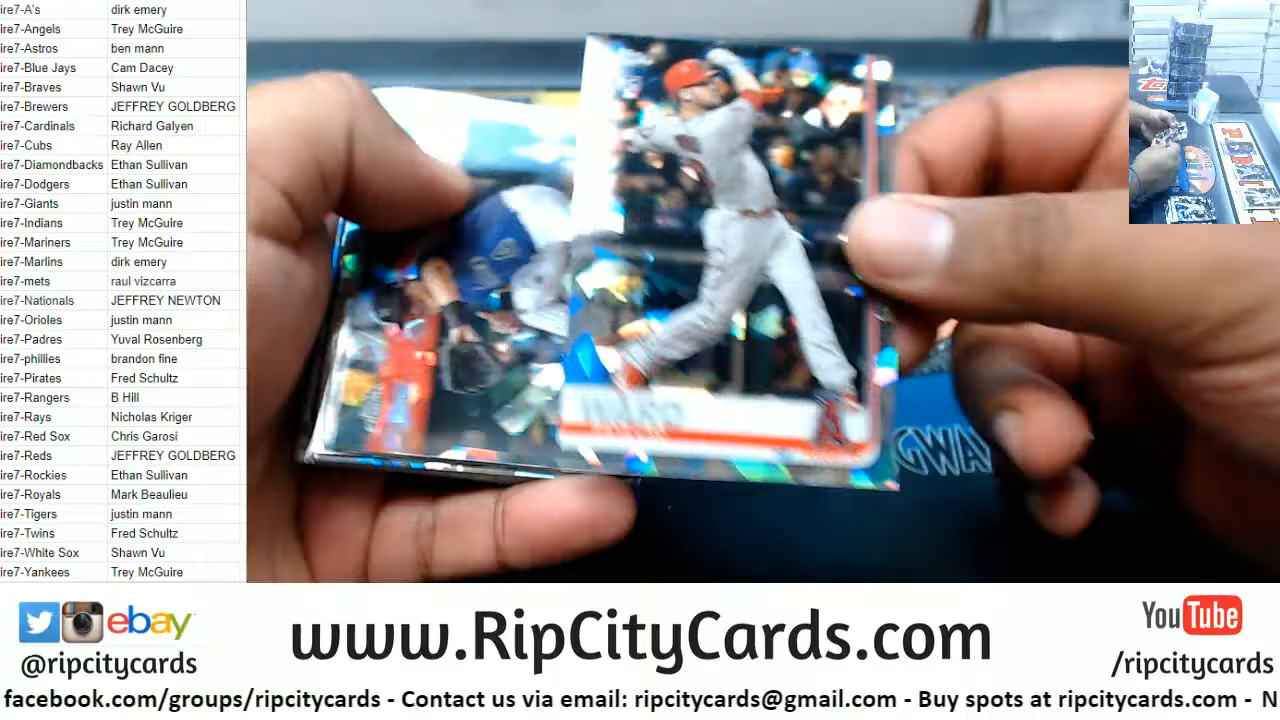 ire7-A's dirk emery
ire7-Angels Trey McGuire
ire7-Astros ben mann
ire7-Blue Jays Cam Dacey
ire7-Braves Shawn Vu
ire7-Brewers JEFFREY GOLDBERG
ire7-Cardinals Richard Galyen
ire7-Cubs Ray Allen
ire7-Diamondbacks Ethan Sullivan
ire7-Dodgers Ethan Sullivan
ire7-Giants justin mann
ire7-Indians Trey McGuire
ire7-Mariners Trey McGuire
ire7-Marlins dirk emery
ire7-mets raul vizcarra
ire7-Nationals JEFFREY NEWTON
ire7-Orioles justin mann
ire7-Padres Yuval Rosenberg
ire7-phillies brandon fine
ire7-Pirates Fred Schultz
ire7-Rangers B Hill
ire7-Rays Nicholas Kriger
ire7-Red Sox Chris Garosi
ire7-Reds JEFFREY GOLDBERG
ire7-Rockies Ethan Sullivan
ire7-Royals Mark Beaulieu
ire7-Tigers justin mann
ire7-Twins Fred Schultz
ire7-White Sox Shawn Vu
ire7-Yankees Trey McGuire
GWAY
ebay
@ripcitycards
www.RipCityCards.com
YouTube
/ripcitycards
facebook.com/groups/ripcitycards - Contact us via email: ripcitycards@gmail.com - Buy spots at ripcitycards.com - N